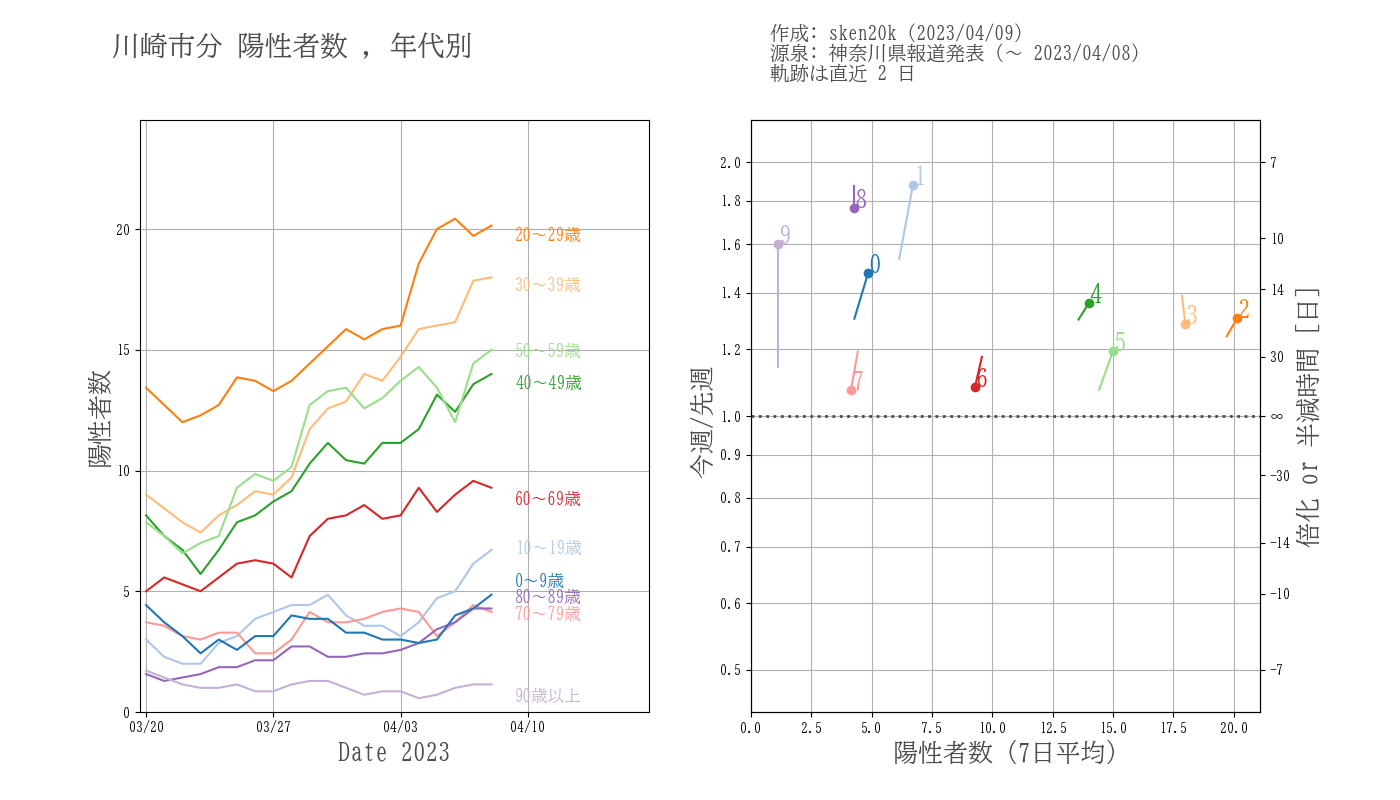 川崎市分 陽性者数 , 年代別
作成: sken20k (2023/04/09)
源泉: 神奈川県報道発表 (～ 2023/04/08)
軌跡は直近 2 日
陽性者数
20
15
10
5
0
20～29歳
30～39歳
50～59歳
40～49歳
60～69歳
10～19歳
0～9歳
80～89歳
70～79歳
90歳以上
03/20
03/27
04/03
04/10
Date 2023
今週/先週
2.0
1.8
1.6
1.4
1.2
1.0
0.9
0.8
0.7
0.6
0.5
1
8
9
0
4
3
2
5
7
6
7
10
14
30
∞
−30
−14
−10
−7
倍化 or 半減時間 [日]
0.0
2.5
5.0
7.5
10.0
12.5
15.0
17.5
20.0
陽性者数 (7日平均)